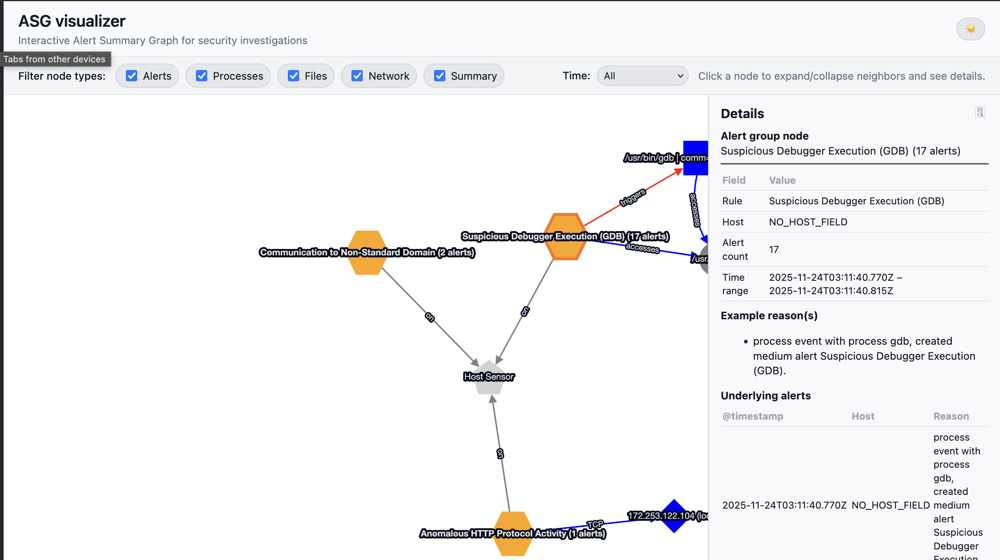 ASG visualizer
Interactive Alert Summary Graph for security investigations
Tabs from other devices
Filter node types:
Alerts
Processes
Files
Network
Summary
Time:
All
Click a node to expand/collapse neighbors and see details.
/usr/bin/gdb | comm=
triggers
accesses
Suspicious Debugger Execution (GDB) (17 alerts)
accesses
/usr/
Communication to Non-Standard Domain (2 alerts)
on
on
Host Sensor
on
172.253.122.104 (loc
TCP
Anomalous HTTP Protocol Activity (1 alerts)
Details
Alert group node
Suspicious Debugger Execution (GDB) (17 alerts)
Field Value
Rule Suspicious Debugger Execution (GDB)
Host NO_HOST_FIELD
Alert
count
17
Time
range
2025-11-24T03:11:40.770Z –
2025-11-24T03:11:40.815Z
Example reason(s)
• process event with process gdb, created
medium alert Suspicious Debugger Execution
(GDB).
Underlying alerts
@timestamp Host Reason
2025-11-24T03:11:40.770Z NO_HOST_FIELD
process
event with
process
gdb,
created
medium
alert
Suspicious
Debugger
Execution